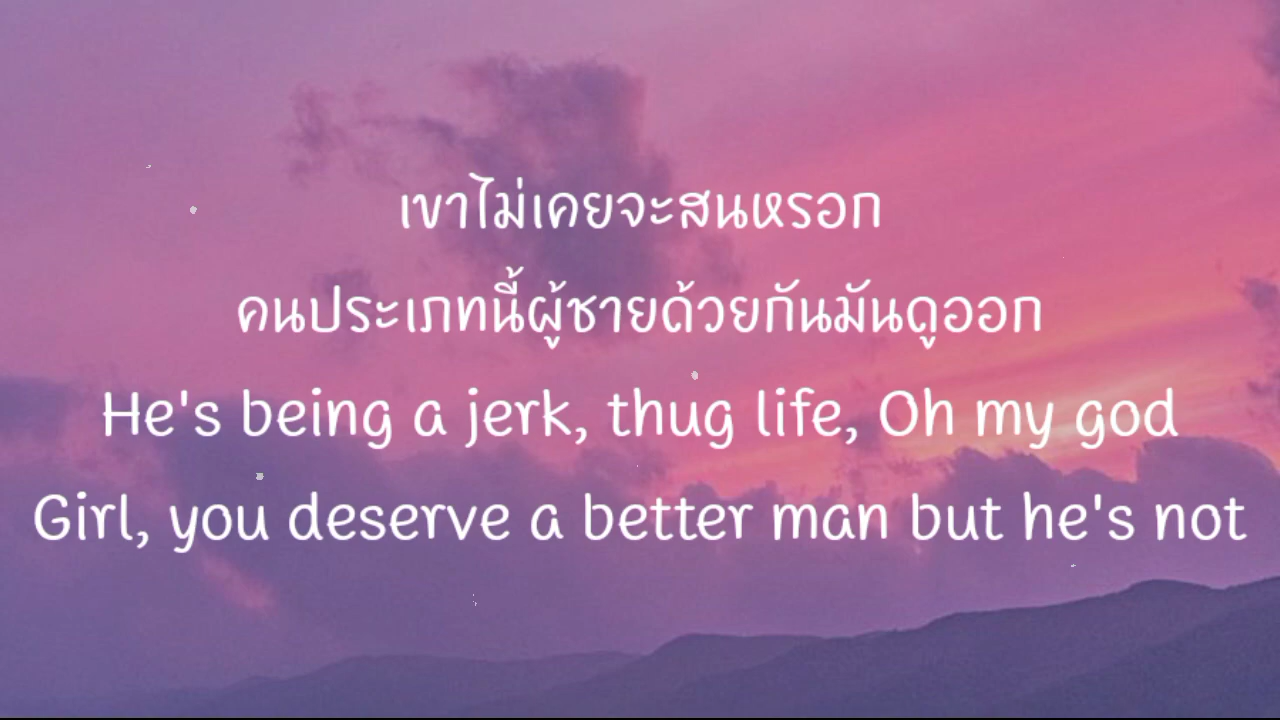 เขาไม่เคยจะสนหรอก
คนประเภทนี้ผู้ชายด้วยกันมันดูออก
He's being a jerk, thug life, Oh my god
Girl, you deserve a better man but he's not